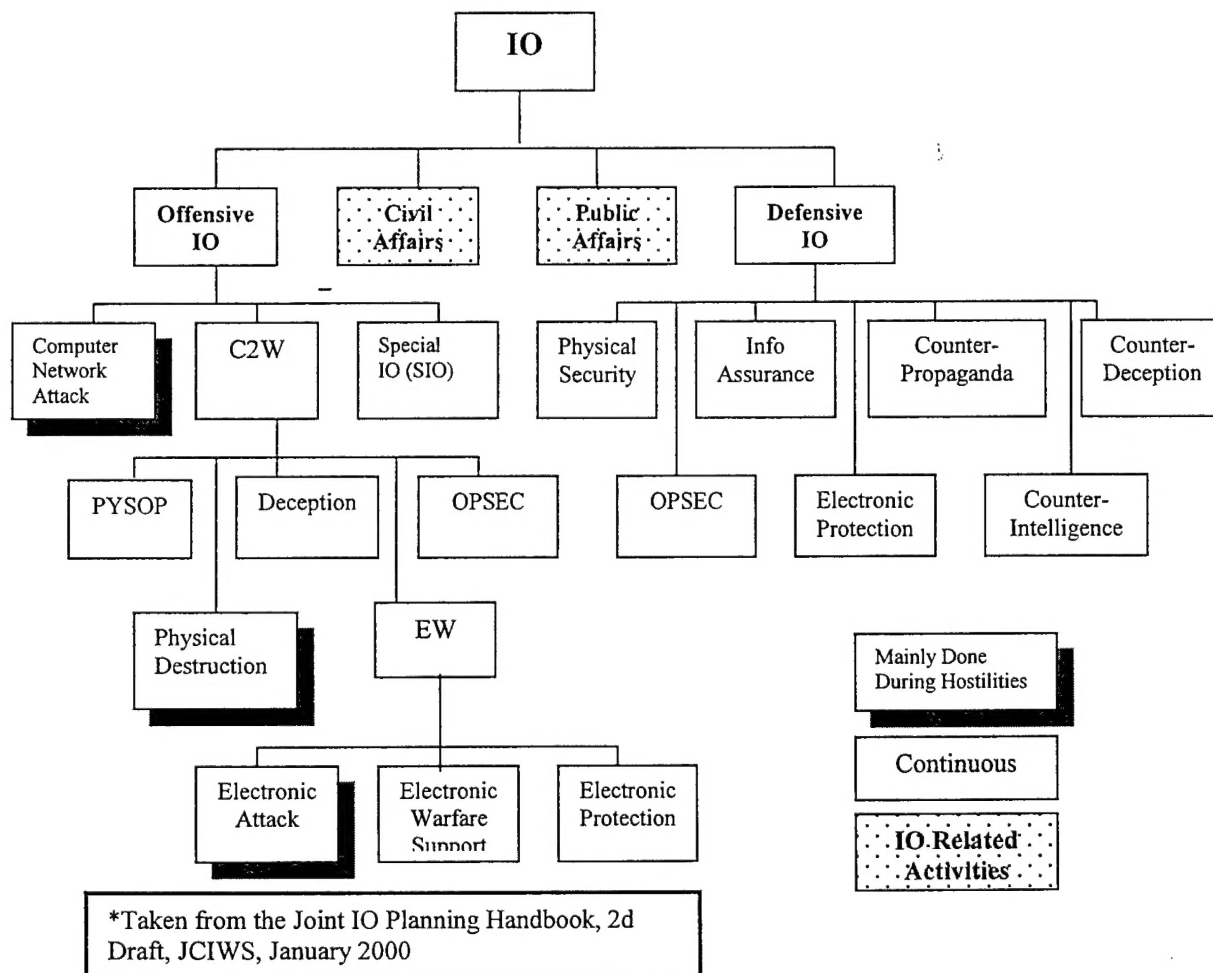 IO
Offensive
IO
Civil
Affairs
Public
Affairs
Defensive
IO
Computer
Network
Attack
C2W
Special
IO (SIO)
Physical
Security
Info
Assurance
Counter-
Propaganda
Counter-
Deception
PYSOP
Deception
OPSEC
OPSEC
Electronic
Protection
Counter-
Intelligence
Physical
Destruction
EW
Mainly Done
During Hostilities
Continuous
IO Related
Activities
Electronic
Attack
Electronic
Warfare
Support
Electronic
Protection
*Taken from the Joint IO Planning Handbook, 2d
Draft, JCIWS, January 2000